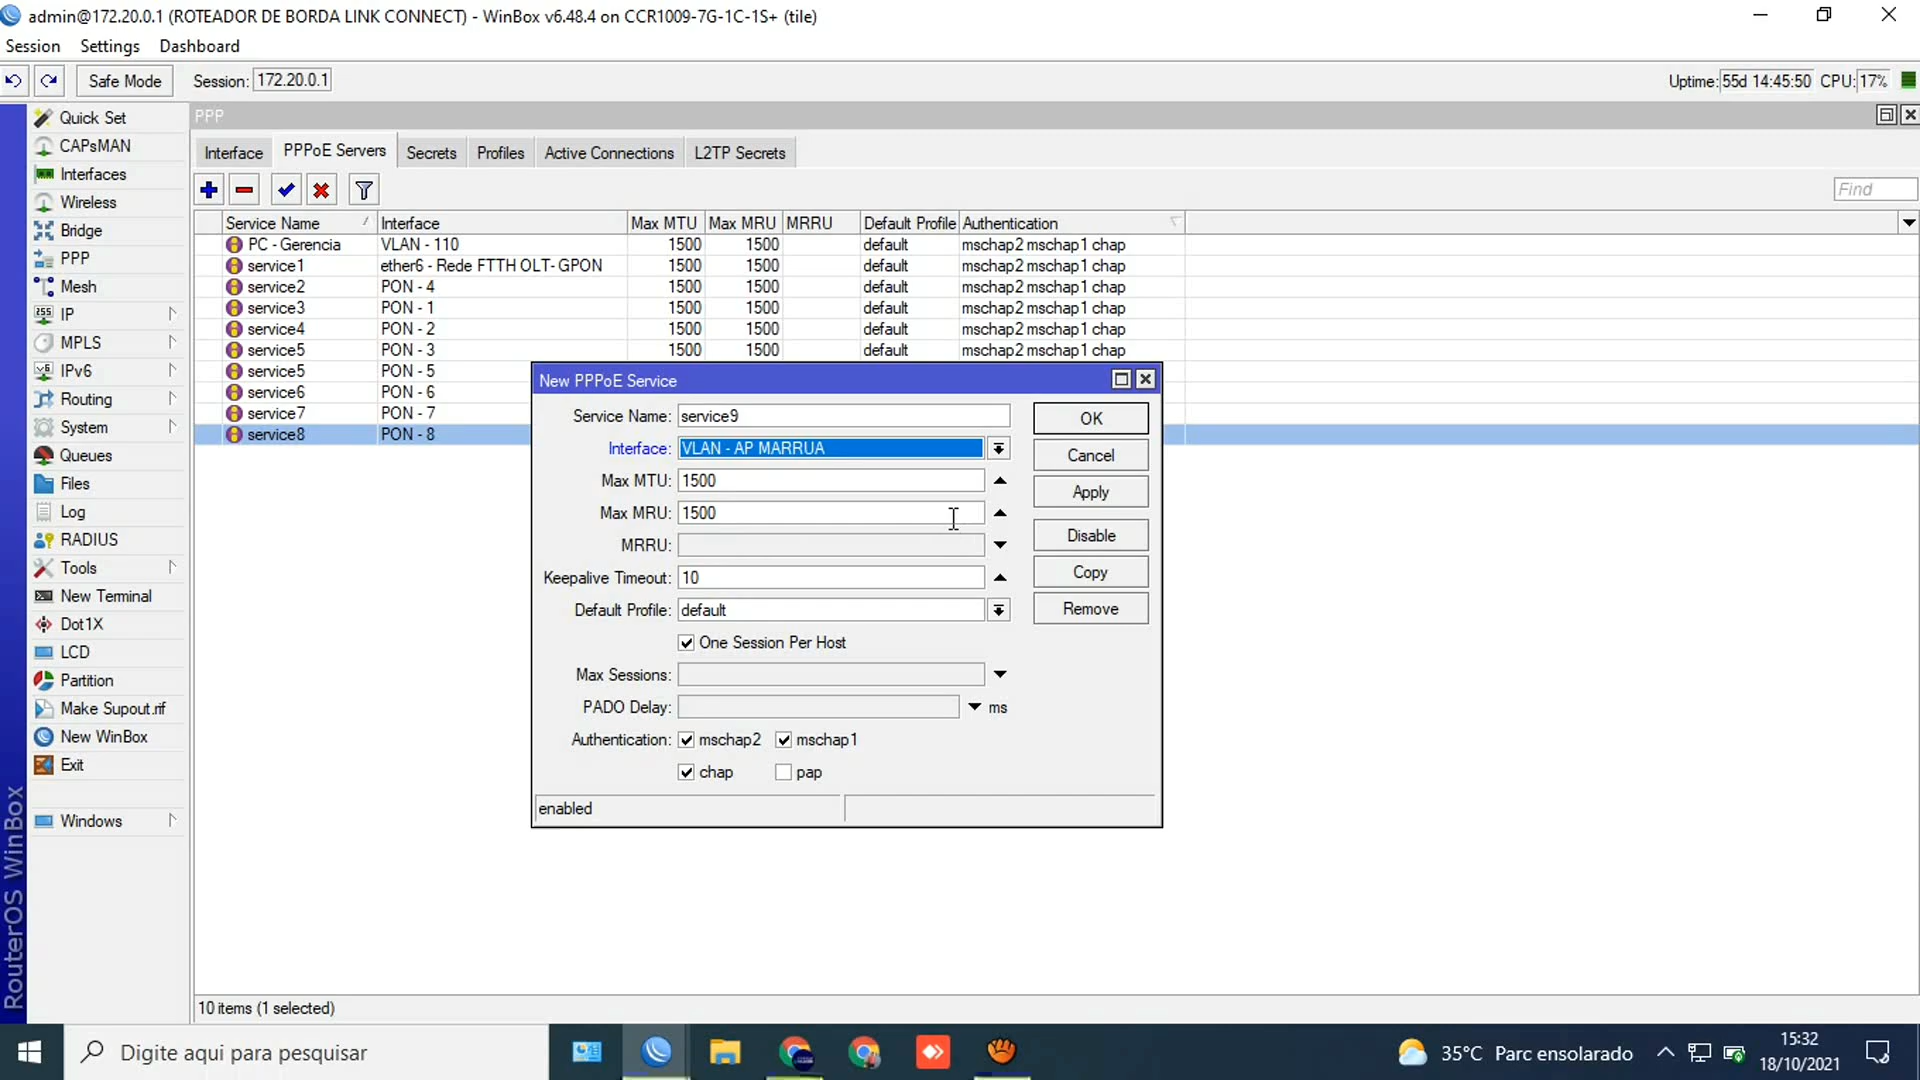 admin@172.20.0.1 (ROTEADOR DE BORDA LINK CONNECT) - WinBox v6.48.4 on CCR1009-7G-1C-1S+ (tile)
Session Settings Dashboard
Safe Mode Session: 172.20.0.1 Uptime: 55d 14:45:50 CPU: 17%
Quick Set
CAPsMAN
Interfaces
Wireless
Bridge
PPP
Mesh
IP
MPLS
IPv6
Routing
System
Queues
Files
Log
RADIUS
Tools
New Terminal
Dot1X
LCD
Partition
Make Supout.rif
New WinBox
Exit
Windows
RouterOS WinBox
PPP
Interface PPPoE Servers Secrets Profiles Active Connections L2TP Secrets
Find
Service Name Interface Max MTU Max MRU MRRU Default Profile Authentication
PC - Gerencia VLAN - 110 1500 1500 default mschap2 mschap1 chap
service1 ether6 - Rede FTTH OLT- GPON 1500 1500 default mschap2 mschap1 chap
service2 PON - 4 1500 1500 default mschap2 mschap1 chap
service3 PON - 1 1500 1500 default mschap2 mschap1 chap
service4 PON - 2 1500 1500 default mschap2 mschap1 chap
service5 PON - 3 1500 1500 default mschap2 mschap1 chap
service5 PON - 5
service6 PON - 6
service7 PON - 7
service8 PON - 8
New PPPoE Service
Service Name: service9
Interface: VLAN - AP MARRUA
Max MTU: 1500
Max MRU: 1500
MRRU:
Keepalive Timeout: 10
Default Profile: default
One Session Per Host
Max Sessions:
PADO Delay: ms
Authentication: mschap2 mschap1
chap pap
enabled
OK
Cancel
Apply
Disable
Copy
Remove
10 items (1 selected)
Digite aqui para pesquisar
35°C Parc ensolarado
15:32
18/10/2021